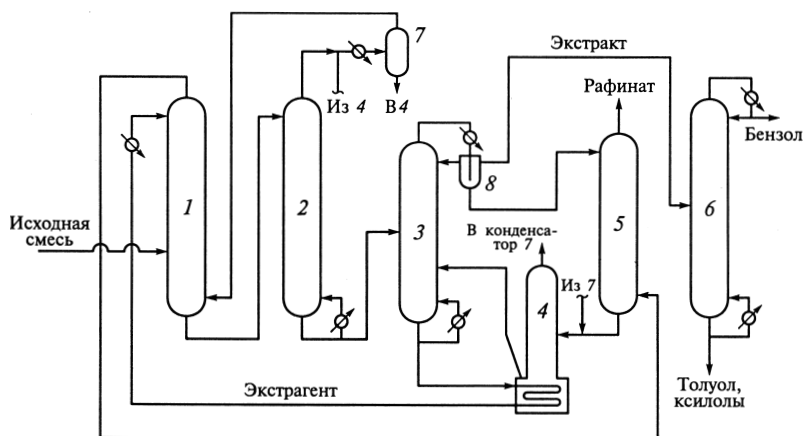 7
Экстракт
Из 4
В 4
Рафинат
Бензол
8
1
2
3
5
6
Исходная
смесь
В конденса-
тор 7
Из 7
4
Экстрагент
Толуол,
ксилолы